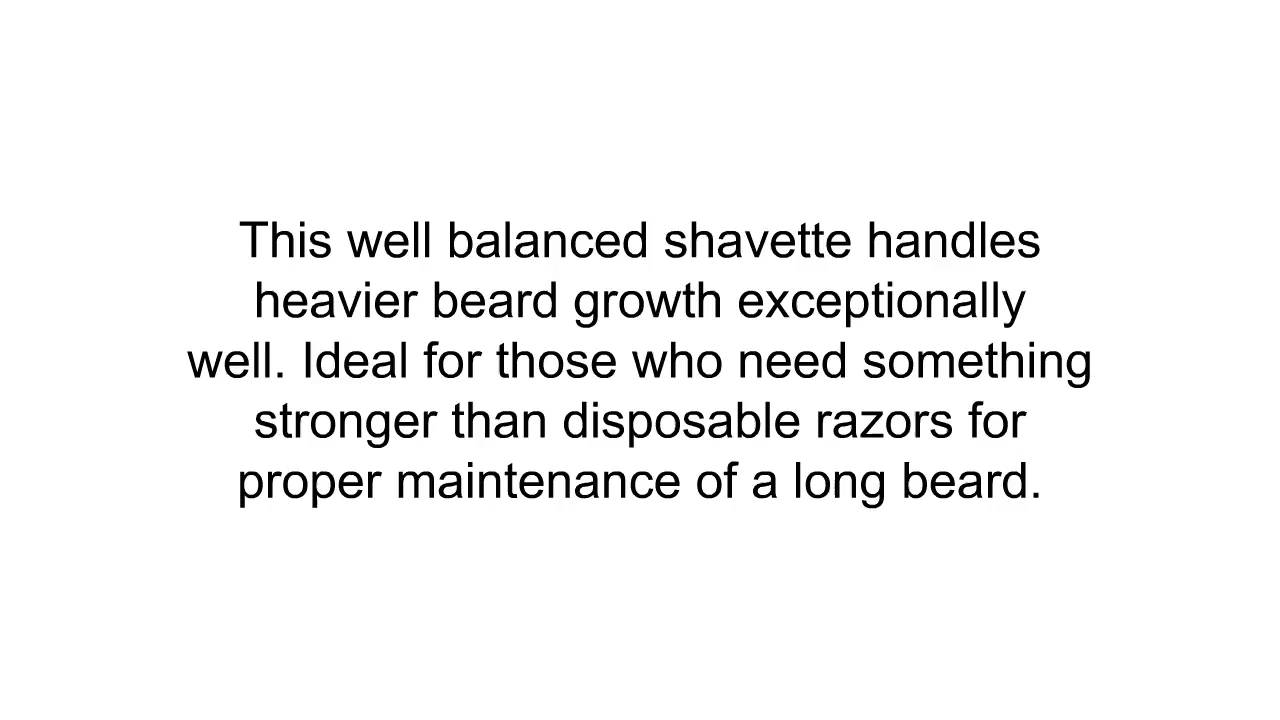 This well balanced shavette handles
heavier beard growth exceptionally
well. Ideal for those who need something
stronger than disposable razors for
proper maintenance of a long beard.